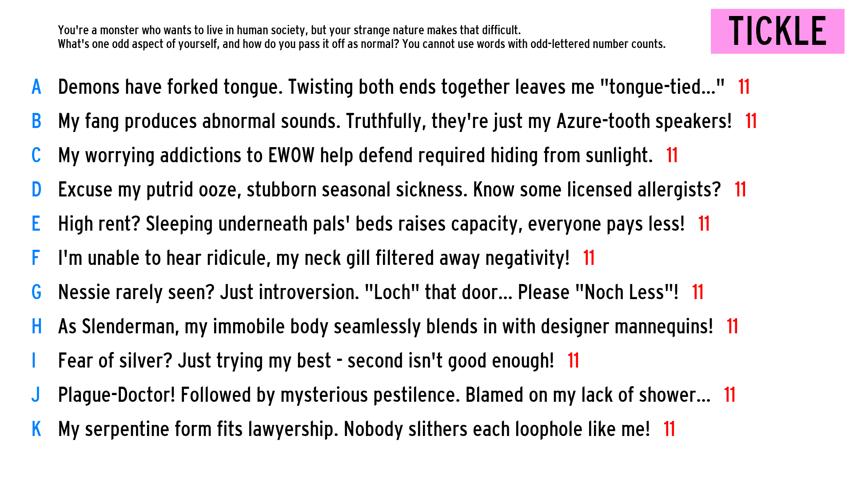 You're a monster who wants to live in human society, but your strange nature makes that difficult.
What's one odd aspect of yourself, and how do you pass it off as normal? You cannot use words with odd-lettered number counts.
TICKLE
A Demons have forked tongue. Twisting both ends together leaves me "tongue-tied..." 11
B My fang produces abnormal sounds. Truthfully, they're just my Azure-tooth speakers! 11
C My worrying addictions to EWOW help defend required hiding from sunlight. 11
D Excuse my putrid ooze, stubborn seasonal sickness. Know some licensed allergists? 11
E High rent? Sleeping underneath pals' beds raises capacity, everyone pays less! 11
F I'm unable to hear ridicule, my neck gill filtered away negativity! 11
G Nessie rarely seen? Just introversion. "Loch" that door... Please "Noch Less"! 11
H As Slenderman, my immobile body seamlessly blends in with designer mannequins! 11
I Fear of silver? Just trying my best - second isn't good enough! 11
J Plague-Doctor! Followed by mysterious pestilence. Blamed on my lack of shower... 11
K My serpentine form fits lawyership. Nobody slithers each loophole like me! 11